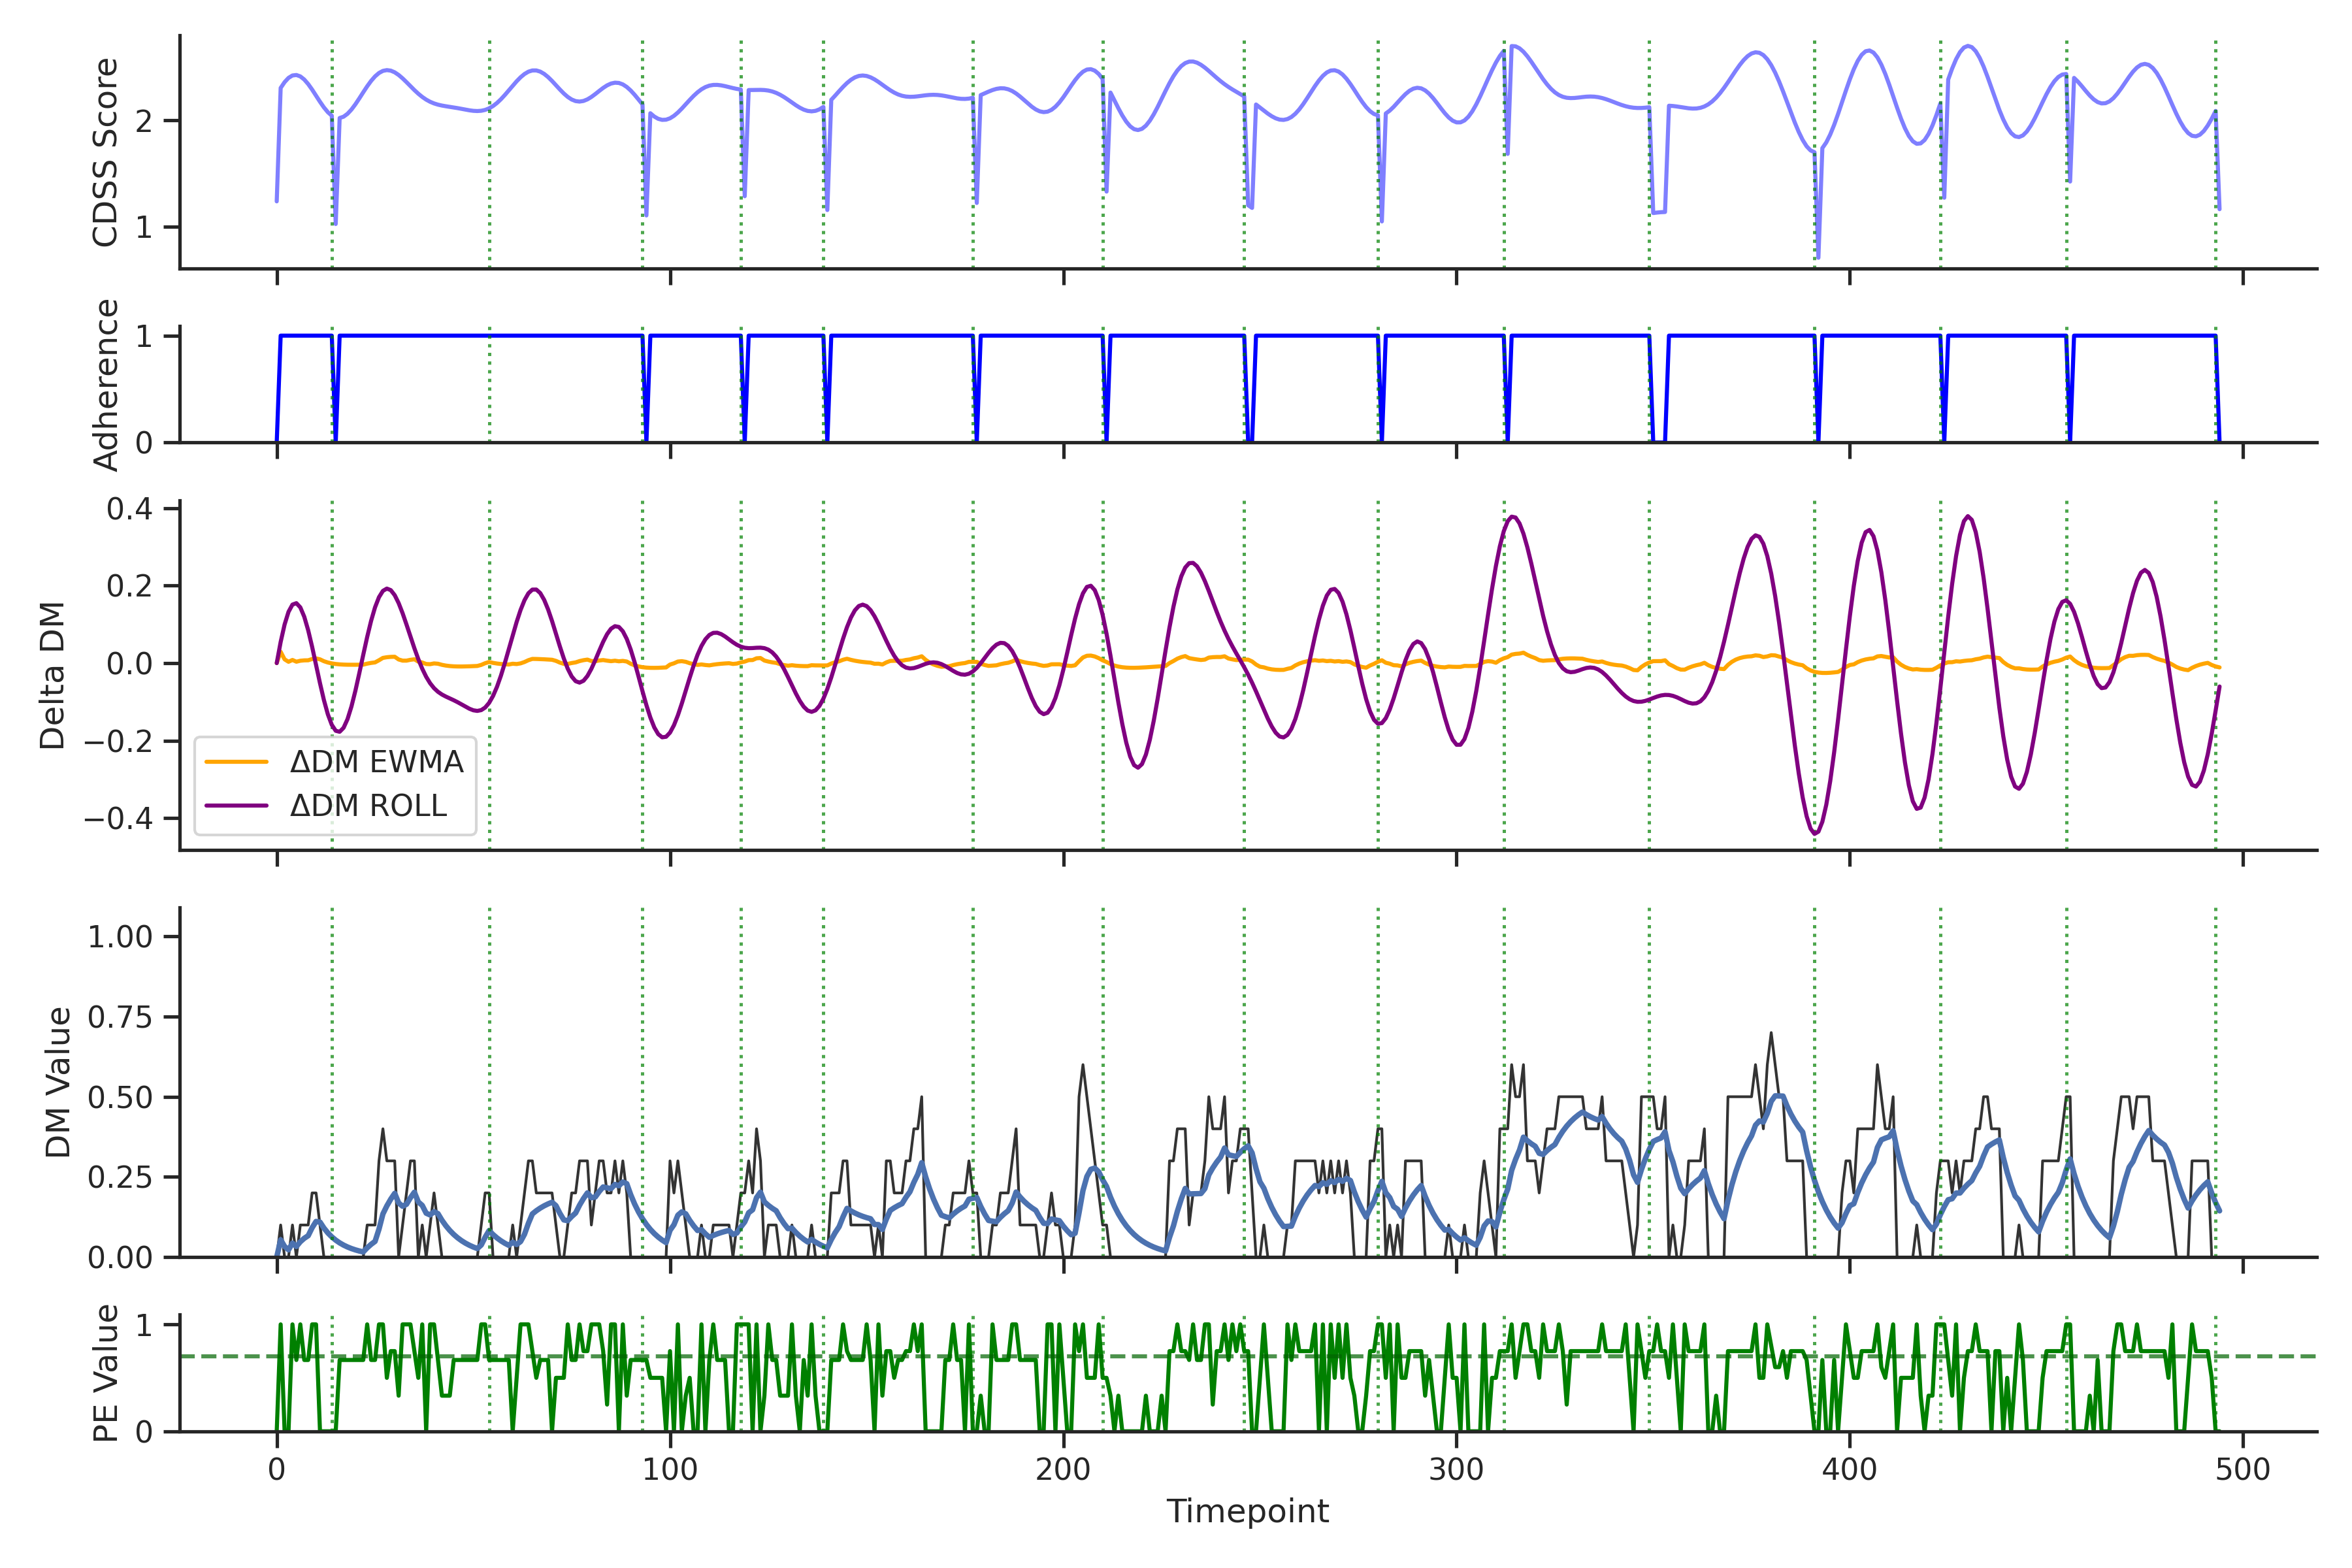 CDSS Score
2
1
Adherence
1
0
Delta DM
0.4
0.2
0.0
−0.2
−0.4
ΔDM EWMA
ΔDM ROLL
DM Value
1.00
0.75
0.50
0.25
0.00
PE Value
1
0
0 100 200 300 400 500
Timepoint